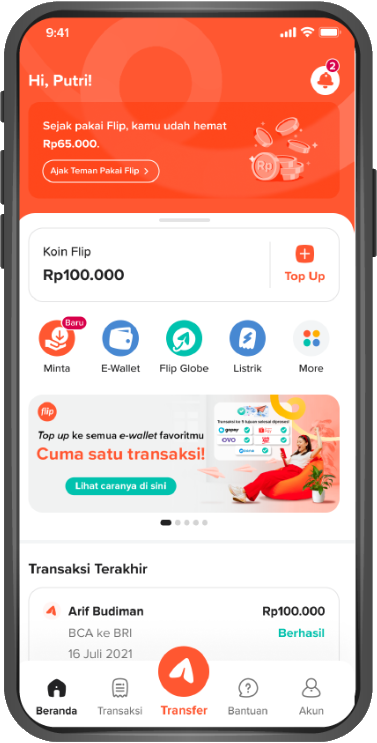 9:41
Hi, Putri!
2
Sejak pakai Flip, kamu udah hemat
Rp65.000.
Ajak Teman Pakai Flip >
Rp
Koin Flip
Rp100.000
Top Up
Baru
Minta
E-Wallet
Flip Globe
Listrik
More
flip
Top up ke semua e-wallet favoritmu
Cuma satu transaksi!
Lihat caranya di sini
gopay
OVO
Transaksi Terakhir
Arif Budiman
Rp100.000
BCA ke BRI
Berhasil
16 Juli 2021
Beranda
Transaksi
Transfer
Bantuan
Akun